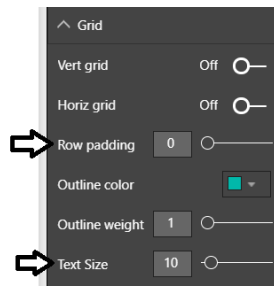 Grid
Vert grid Off
Horiz grid Off
Row padding 0
Outline color
Outline weight 1
Text Size 10